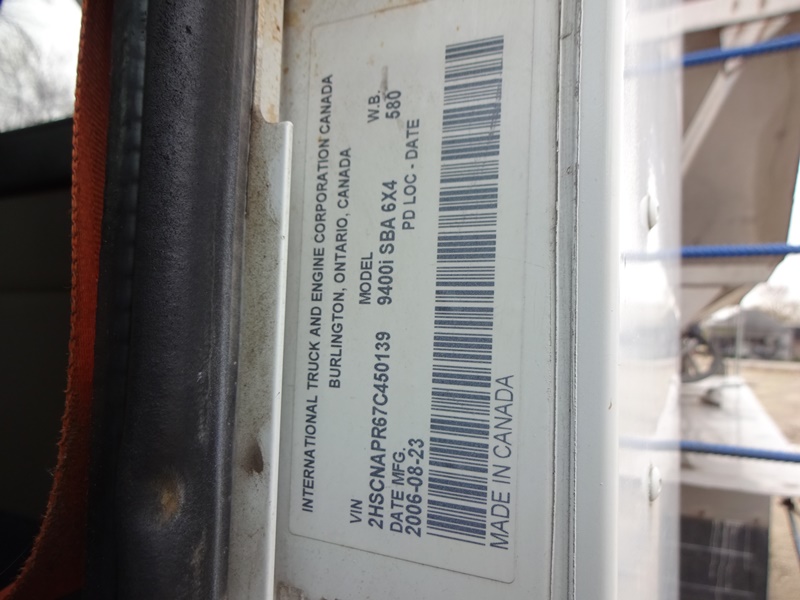 INTERNATIONAL TRUCK AND ENGINE CORPORATION CANADA
BURLINGTON, ONTARIO, CANADA
VIN MODEL W.B.
2HSCNAPR67C450139 9400i SBA 6X4 580
DATE MFG. PD LOC - DATE
2006-08-23
MADE IN CANADA